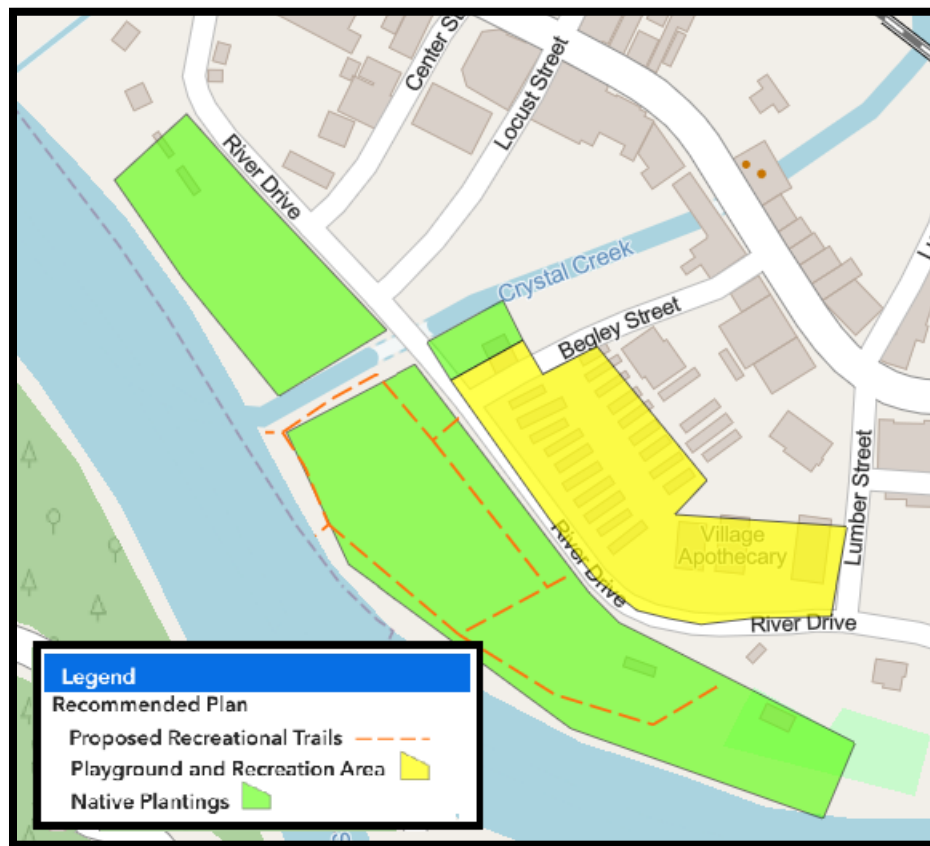 Center S
Locust Street
River Drive
Crystal Creek
Begley Street
Lumber Street
Village
Apothecary
River Drive
River Drive
Legend
Recommended Plan
Proposed Recreational Trails
Playground and Recreation Area
Native Plantings